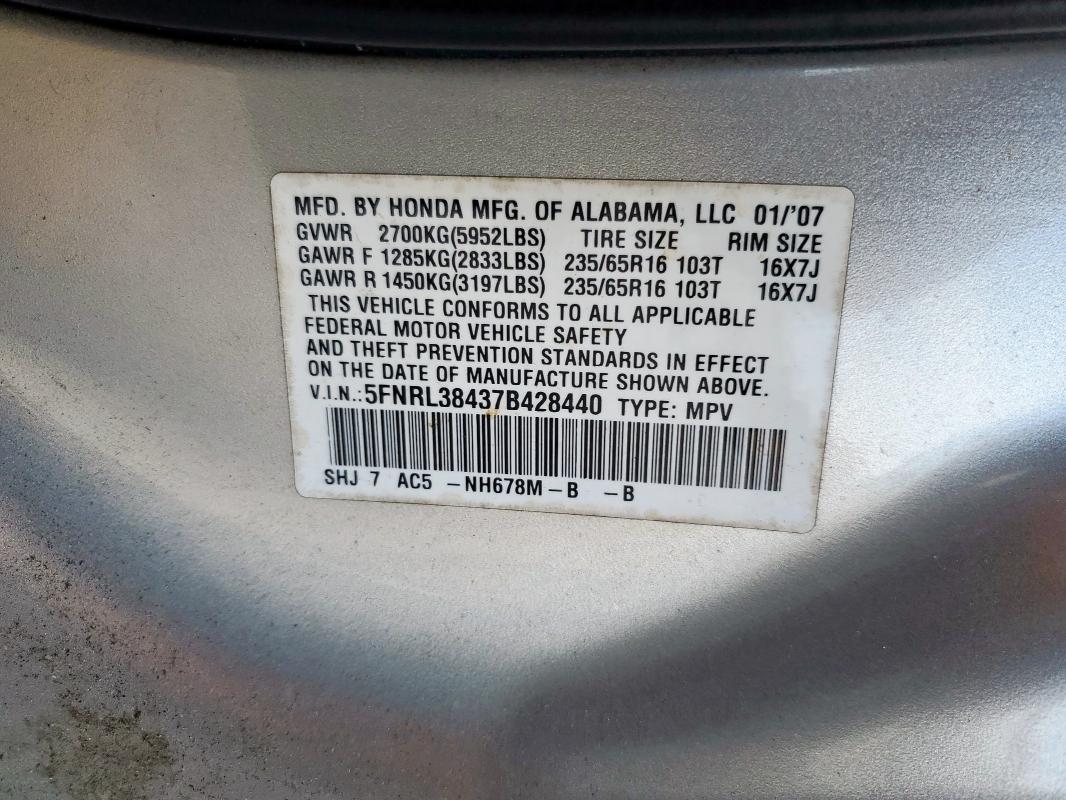 MFD. BY HONDA MFG. OF ALABAMA, LLC 01/'07
GVWR 2700KG(5952LBS) TIRE SIZE RIM SIZE
GAWR F 1285KG(2833LBS) 235/65R16 103T 16X7J
GAWR R 1450KG(3197LBS) 235/65R16 103T 16X7J
THIS VEHICLE CONFORMS TO ALL APPLICABLE
FEDERAL MOTOR VEHICLE SAFETY
AND THEFT PREVENTION STANDARDS IN EFFECT
ON THE DATE OF MANUFACTURE SHOWN ABOVE.
V.I.N.:5FNRL38437B428440 TYPE: MPV
SHJ 7 AC5 -NH678M-B -B